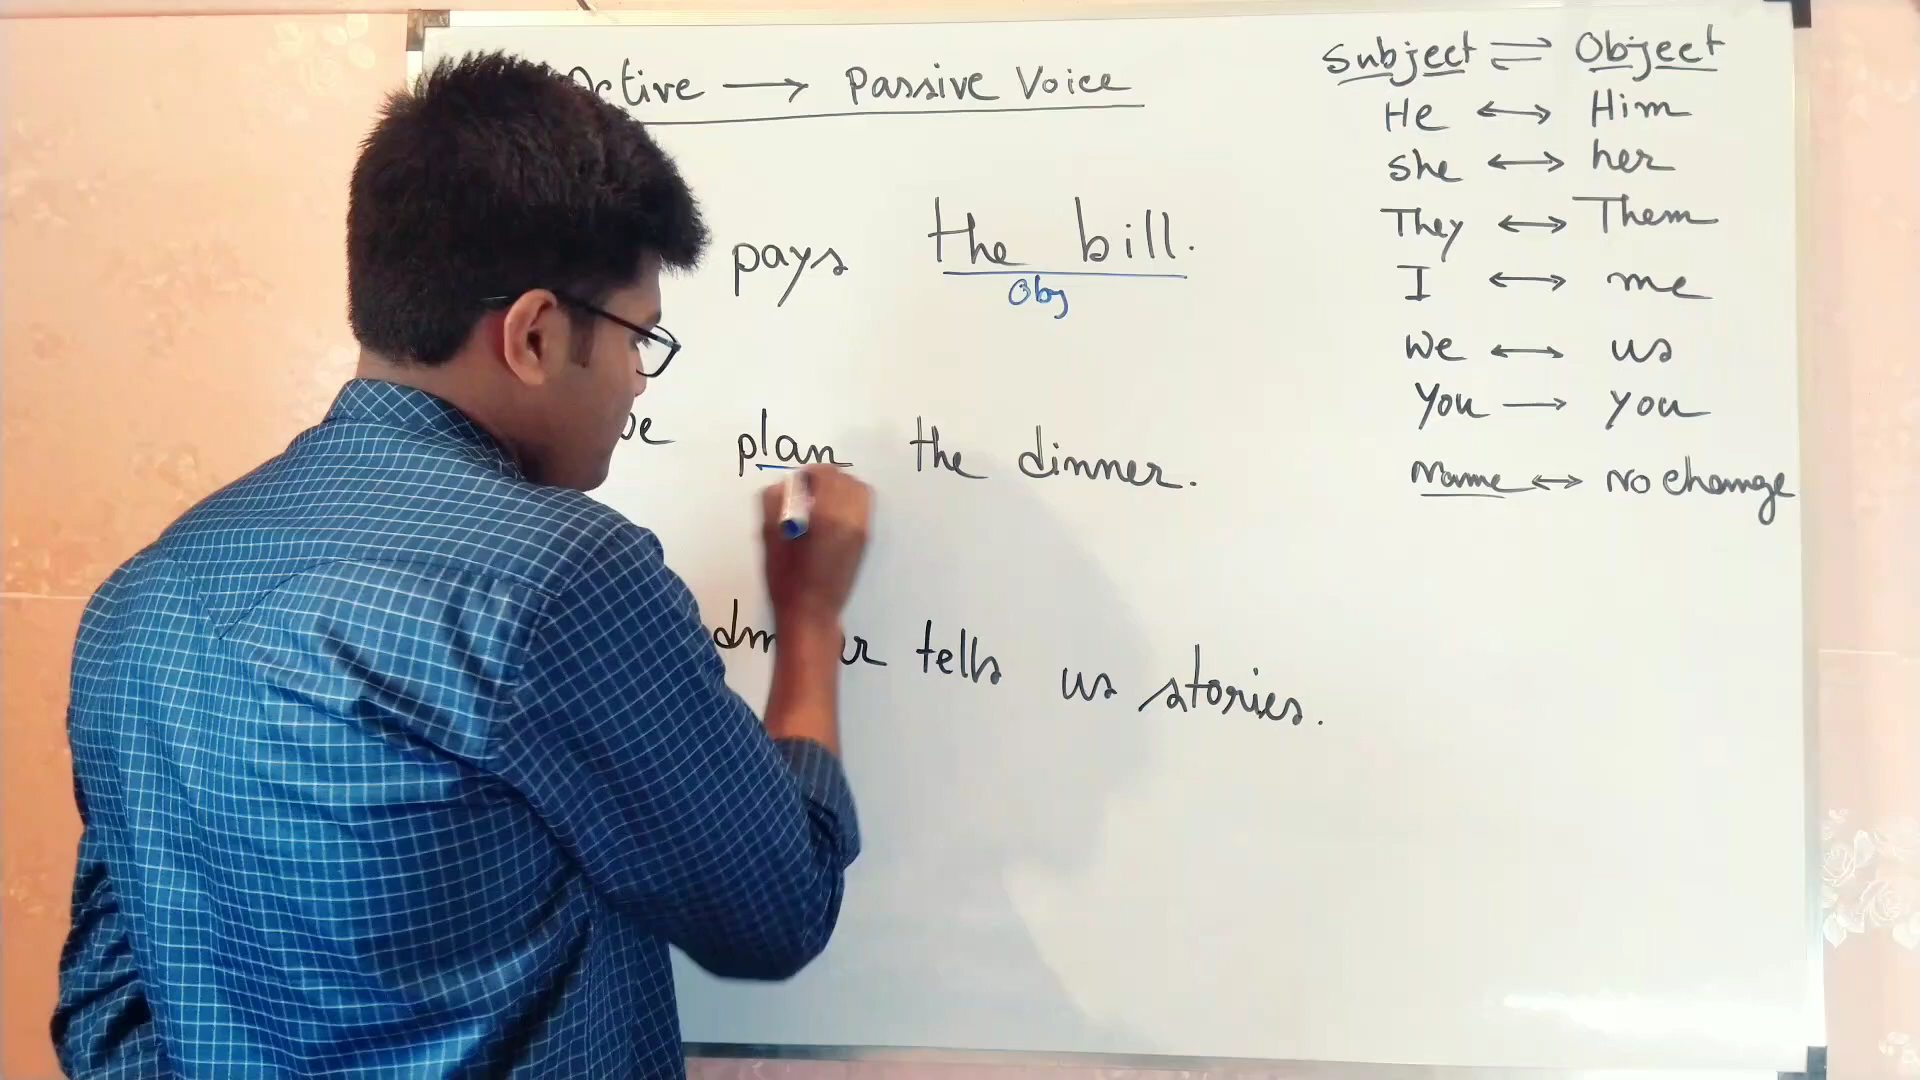 Active → Passive Voice
pays the bill.
Obj
we plan the dinner.
tells us stories.
Subject ⇌ Object
He ↔ Him
she ↔ her
They ↔ Them
I ↔ me
We ↔ us
You → you
Name ↔ No change